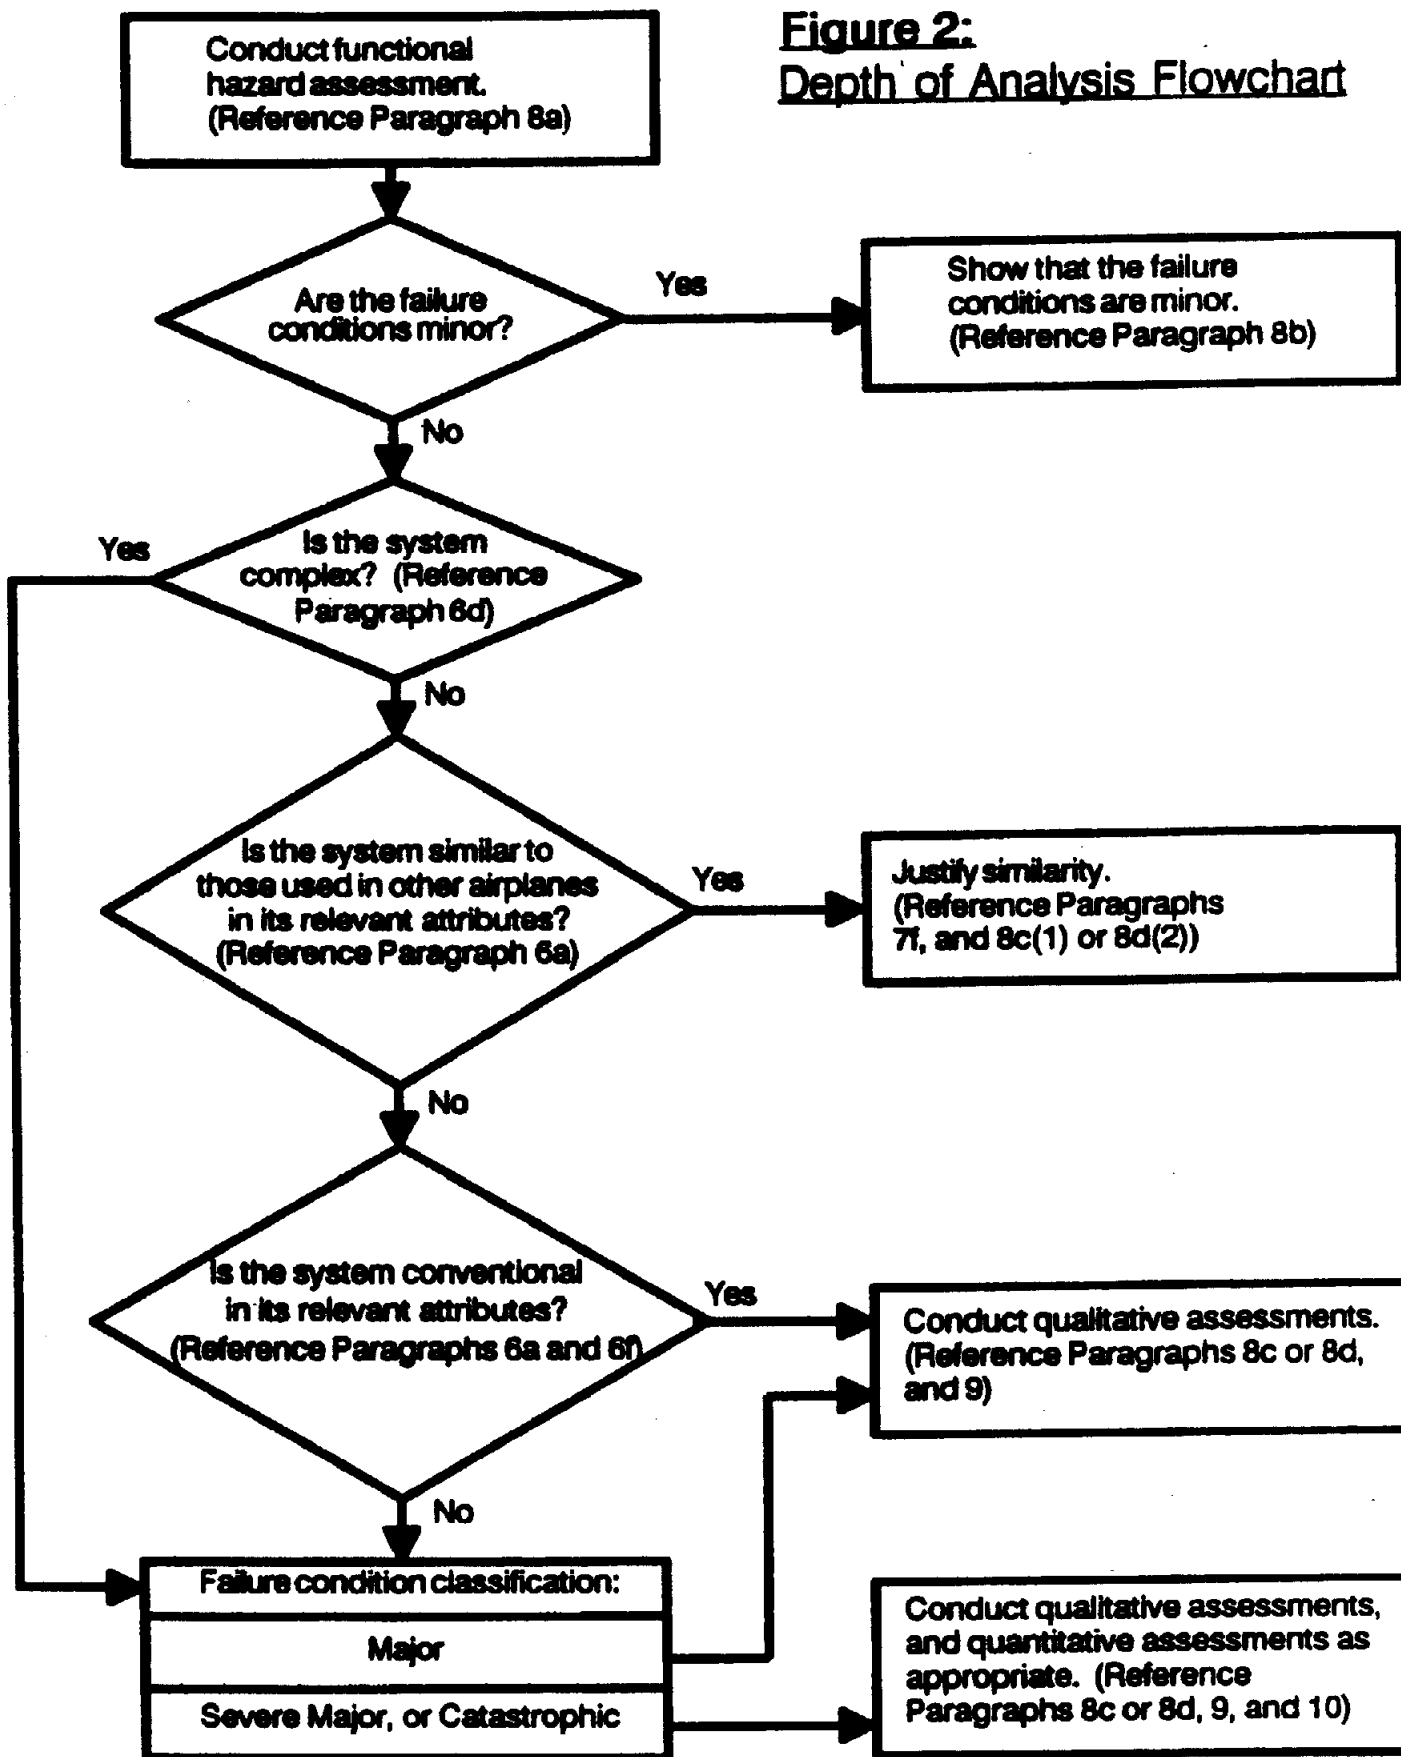 Figure 2:
Depth of Analysis Flowchart
Conduct functional
hazard assessment.
(Reference Paragraph 8a)
Are the failure
conditions minor?
Yes
Show that the failure
conditions are minor.
(Reference Paragraph 8b)
No
Is the system
complex? (Reference
Paragraph 6d)
Yes
No
Is the system similar to
those used in other airplanes
in its relevant attributes?
(Reference Paragraph 6a)
Yes
Justify similarity.
(Reference Paragraphs
7f, and 8c(1) or 8d(2))
No
Is the system conventional
in its relevant attributes?
(Reference Paragraphs 6a and 6f)
Yes
Conduct qualitative assessments.
(Reference Paragraphs 8c or 8d,
and 9)
No
Failure condition classification:
Major
Severe Major, or Catastrophic
Conduct qualitative assessments,
and quantitative assessments as
appropriate. (Reference
Paragraphs 8c or 8d, 9, and 10)